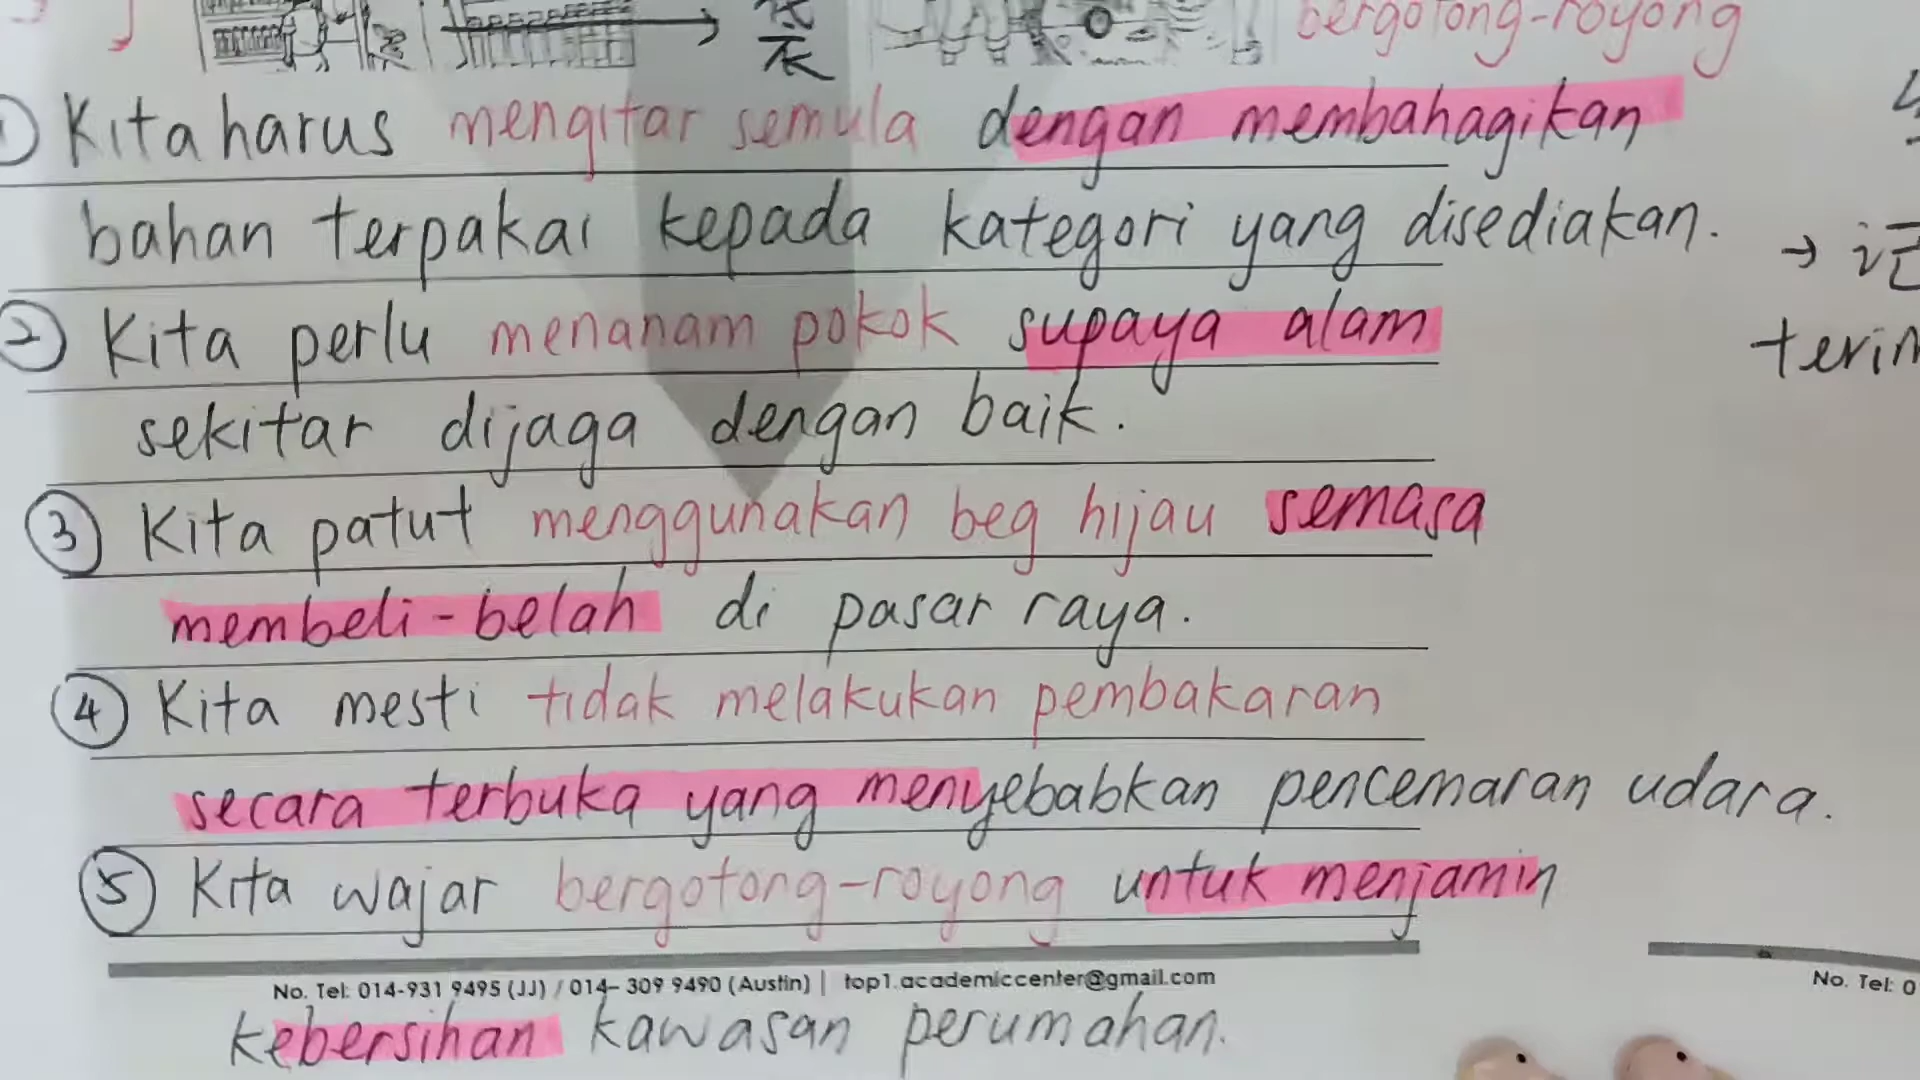 bergotong-royong
① Kita harus mengitar semula dengan membahagikan
bahan terpakai kepada kategori yang disediakan.
→ 记
② Kita perlu menanam pokok supaya alam
sekitar dijaga dengan baik.
③ Kita patut menggunakan beg hijau semasa
membeli-belah di pasar raya.
④ Kita mesti tidak melakukan pembakaran
secara terbuka yang menyebabkan pencemaran udara.
⑤ Kita wajar bergotong-royong untuk menjamin
No. Tel: 014-931 9495 (JJ) / 014- 309 9490 (Austin) | top1.academiccenter@gmail.com
No. Tel: 0
kebersihan kawasan perumahan.